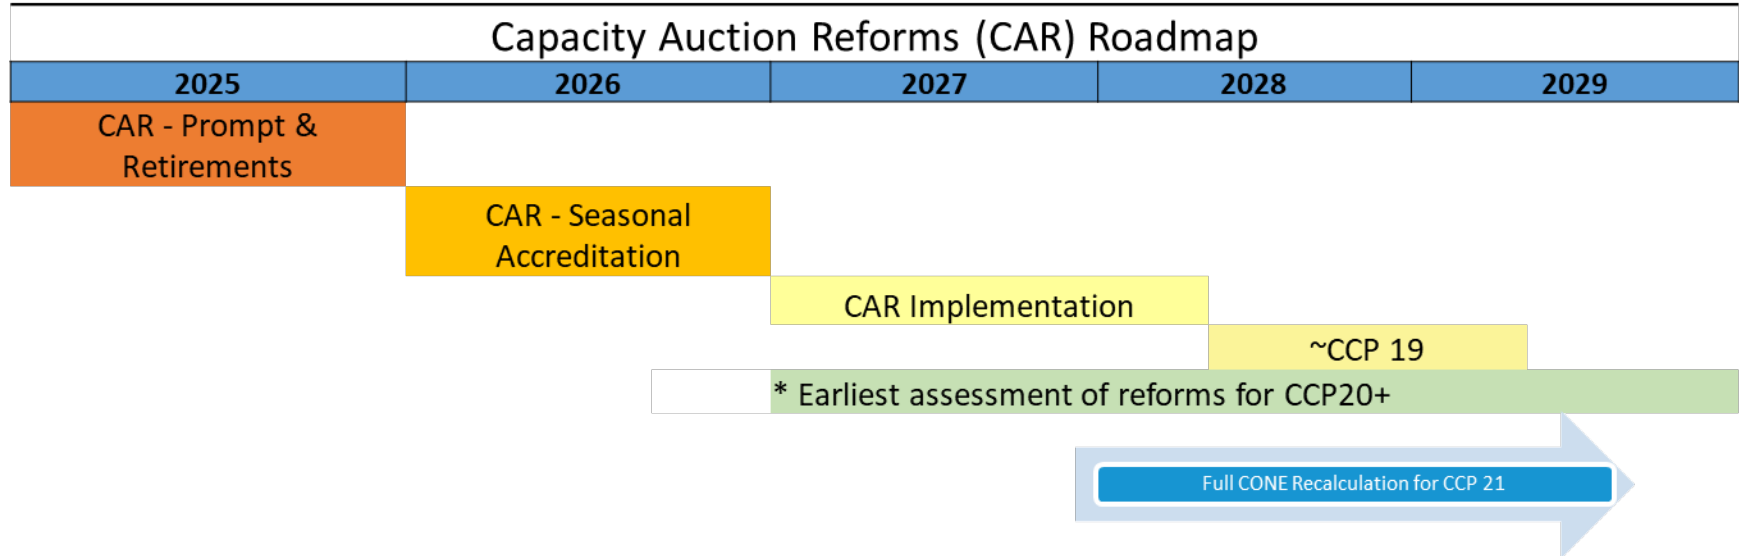 Capacity Auction Reforms (CAR) Roadmap
2025 2026 2027 2028 2029
CAR - Prompt &
Retirements
CAR - Seasonal
Accreditation
CAR Implementation
~CCP 19
* Earliest assessment of reforms for CCP20+
Full CONE Recalculation for CCP 21